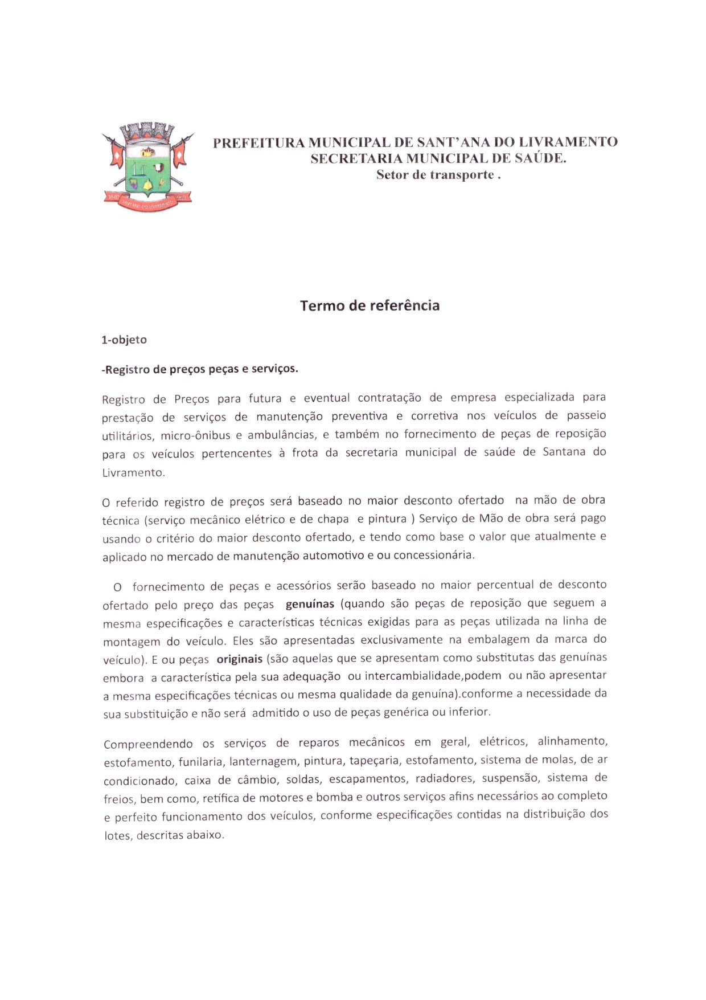 PREFEITURA MUNICIPAL DE SANT'ANA DO LIVRAMENTO
SECRETARIA MUNICIPAL DE SAÚDE.
Setor de transporte .
Termo de referência
1-objeto
-Registro de preços peças e serviços.
Registro de Preços para futura e eventual contratação de empresa especializada para
prestação de serviços de manutenção preventiva e corretiva nos veículos de passeio
utilitários, micro-ônibus e ambulâncias, e também no fornecimento de peças de reposição
para os veículos pertencentes à frota da secretaria municipal de saúde de Santana do
Livramento.
O referido registro de preços será baseado no maior desconto ofertado na mão de obra
técnica (serviço mecânico elétrico e de chapa e pintura ) Serviço de Mão de obra será pago
usando o critério do maior desconto ofertado, e tendo como base o valor que atualmente e
aplicado no mercado de manutenção automotivo e ou concessionária.
O fornecimento de peças e acessórios serão baseado no maior percentual de desconto
ofertado pelo preço das peças genuínas (quando são peças de reposição que seguem a
mesma especificações e características técnicas exigidas para as peças utilizada na linha de
montagem do veículo. Eles são apresentadas exclusivamente na embalagem da marca do
veículo). E ou peças originais (são aquelas que se apresentam como substitutas das genuínas
embora a característica pela sua adequação ou intercambialidade,podem ou não apresentar
a mesma especificações técnicas ou mesma qualidade da genuína).conforme a necessidade da
sua substituição e não será admitido o uso de peças genérica ou inferior.
Compreendendo os serviços de reparos mecânicos em geral, elétricos, alinhamento,
estofamento, funilaria, lanternagem, pintura, tapeçaria, estofamento, sistema de molas, de ar
condicionado, caixa de câmbio, soldas, escapamentos, radiadores, suspensão, sistema de
freios, bem como, retífica de motores e bomba e outros serviços afins necessários ao completo
e perfeito funcionamento dos veículos, conforme especificações contidas na distribuição dos
lotes, descritas abaixo.